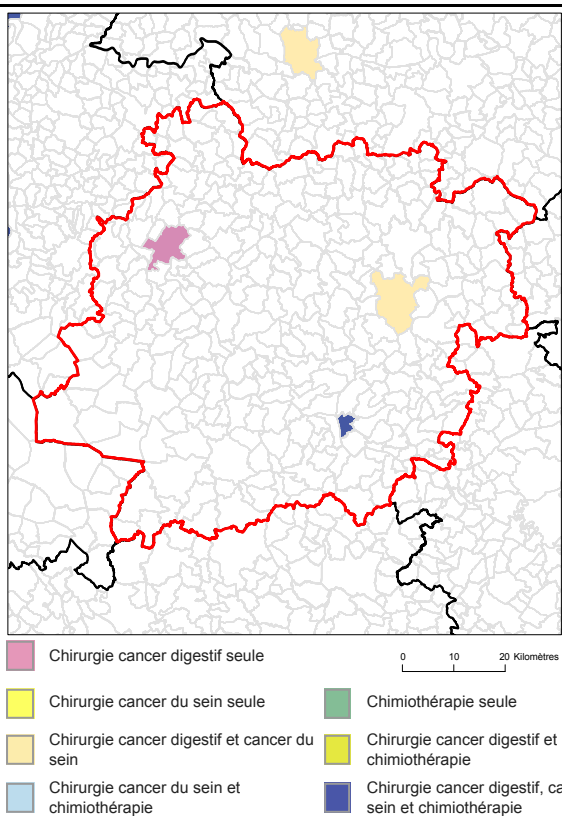 Chirurgie cancer digestif seule
0 10 20 Kilomètres
Chirurgie cancer du sein seule
Chimiothérapie seule
Chirurgie cancer digestif et cancer du
sein
Chirurgie cancer digestif et
chimiothérapie
Chirurgie cancer du sein et
chimiothérapie
Chirurgie cancer digestif, ca
sein et chimiothérapie